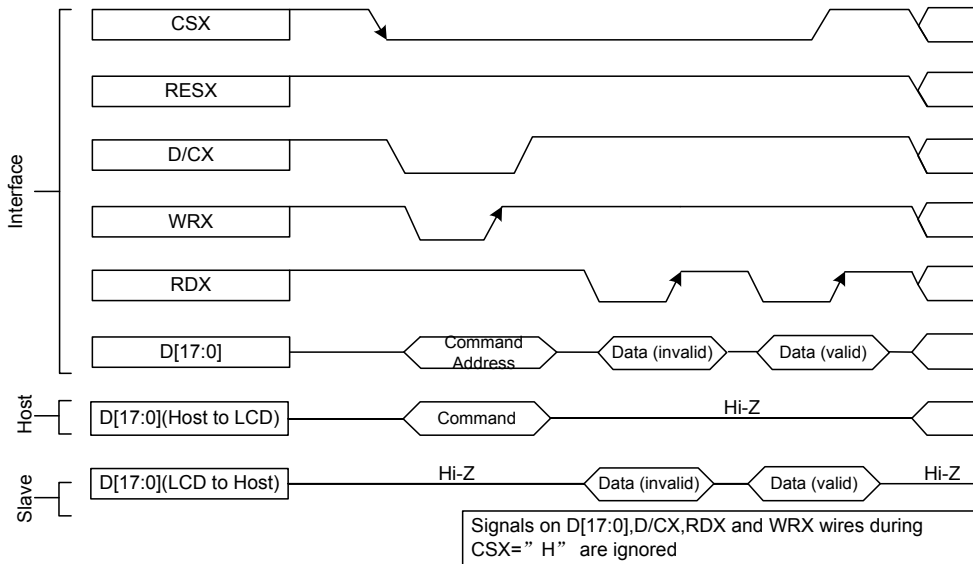 CSX
RESX
D/CX
WRX
RDX
D[17:0]
Command
Address
Data (invalid)
Data (valid)
Interface
Host
D[17:0](Host to LCD)
Command
Hi-Z
Slave
D[17:0](LCD to Host)
Hi-Z
Data (invalid)
Data (valid)
Hi-Z
Signals on D[17:0],D/CX,RDX and WRX wires during
CSX=” H” are ignored